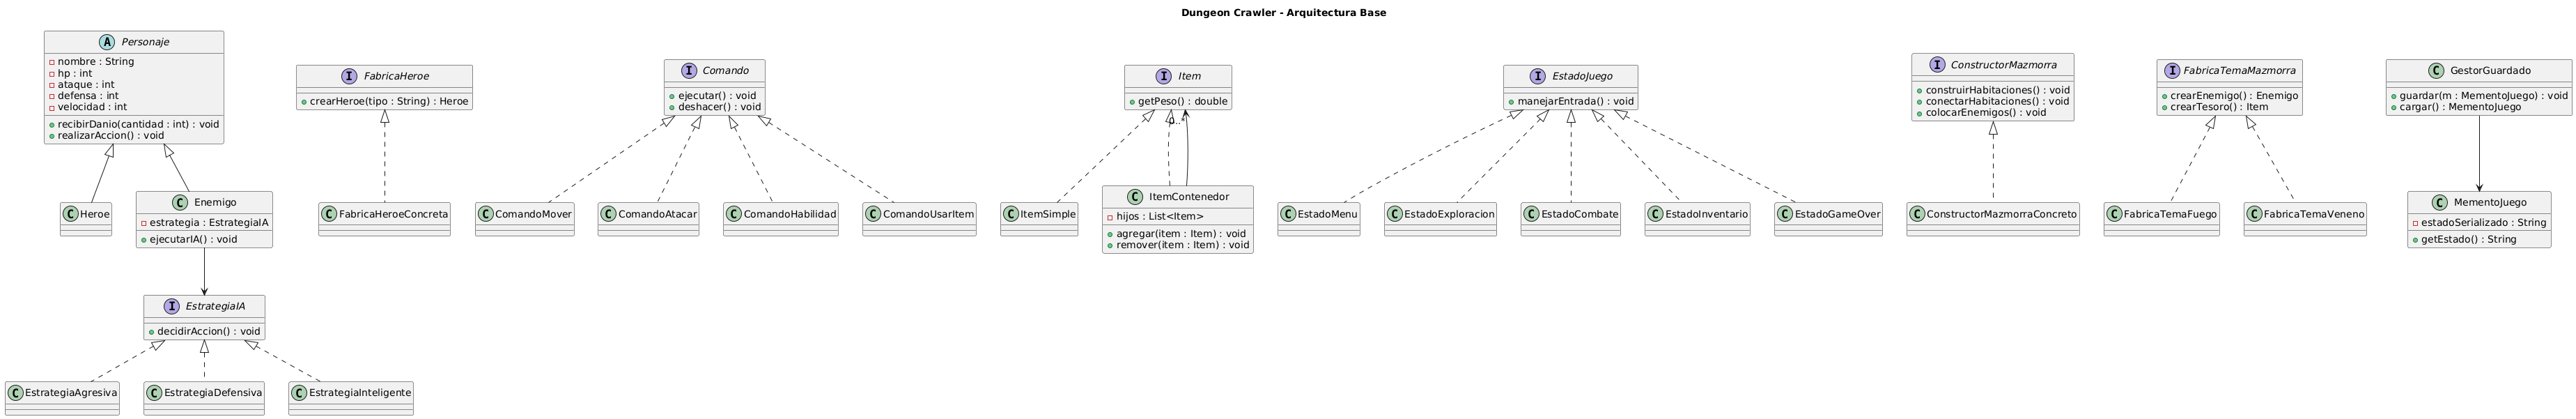 Dungeon Crawler - Arquitectura Base
A Personaje
nombre : String
hp : int
ataque : int
defensa : int
velocidad : int
recibirDanio(cantidad : int) : void
realizarAccion() : void
I FabricaHeroe
crearHeroe(tipo : String) : Heroe
I Comando
ejecutar() : void
deshacer() : void
I Item
getPeso() : double
0..*
I EstadoJuego
manejarEntrada() : void
I ConstructorMazmorra
construirHabitaciones() : void
conectarHabitaciones() : void
colocarEnemigos() : void
I FabricaTemaMazmorra
crearEnemigo() : Enemigo
crearTesoro() : Item
C GestorGuardado
guardar(m : MementoJuego) : void
cargar() : MementoJuego
C Heroe
C Enemigo
estrategia : EstrategiaIA
ejecutarIA() : void
C FabricaHeroeConcreta
C ComandoMover
C ComandoAtacar
C ComandoHabilidad
C ComandoUsarItem
C ItemSimple
C ItemContenedor
hijos : List<Item>
agregar(item : Item) : void
remover(item : Item) : void
C EstadoMenu
C EstadoExploracion
C EstadoCombate
C EstadoInventario
C EstadoGameOver
C ConstructorMazmorraConcreto
C FabricaTemaFuego
C FabricaTemaVeneno
C MementoJuego
estadoSerializado : String
getEstado() : String
I EstrategiaIA
decidirAccion() : void
C EstrategiaAgresiva
C EstrategiaDefensiva
C EstrategiaInteligente